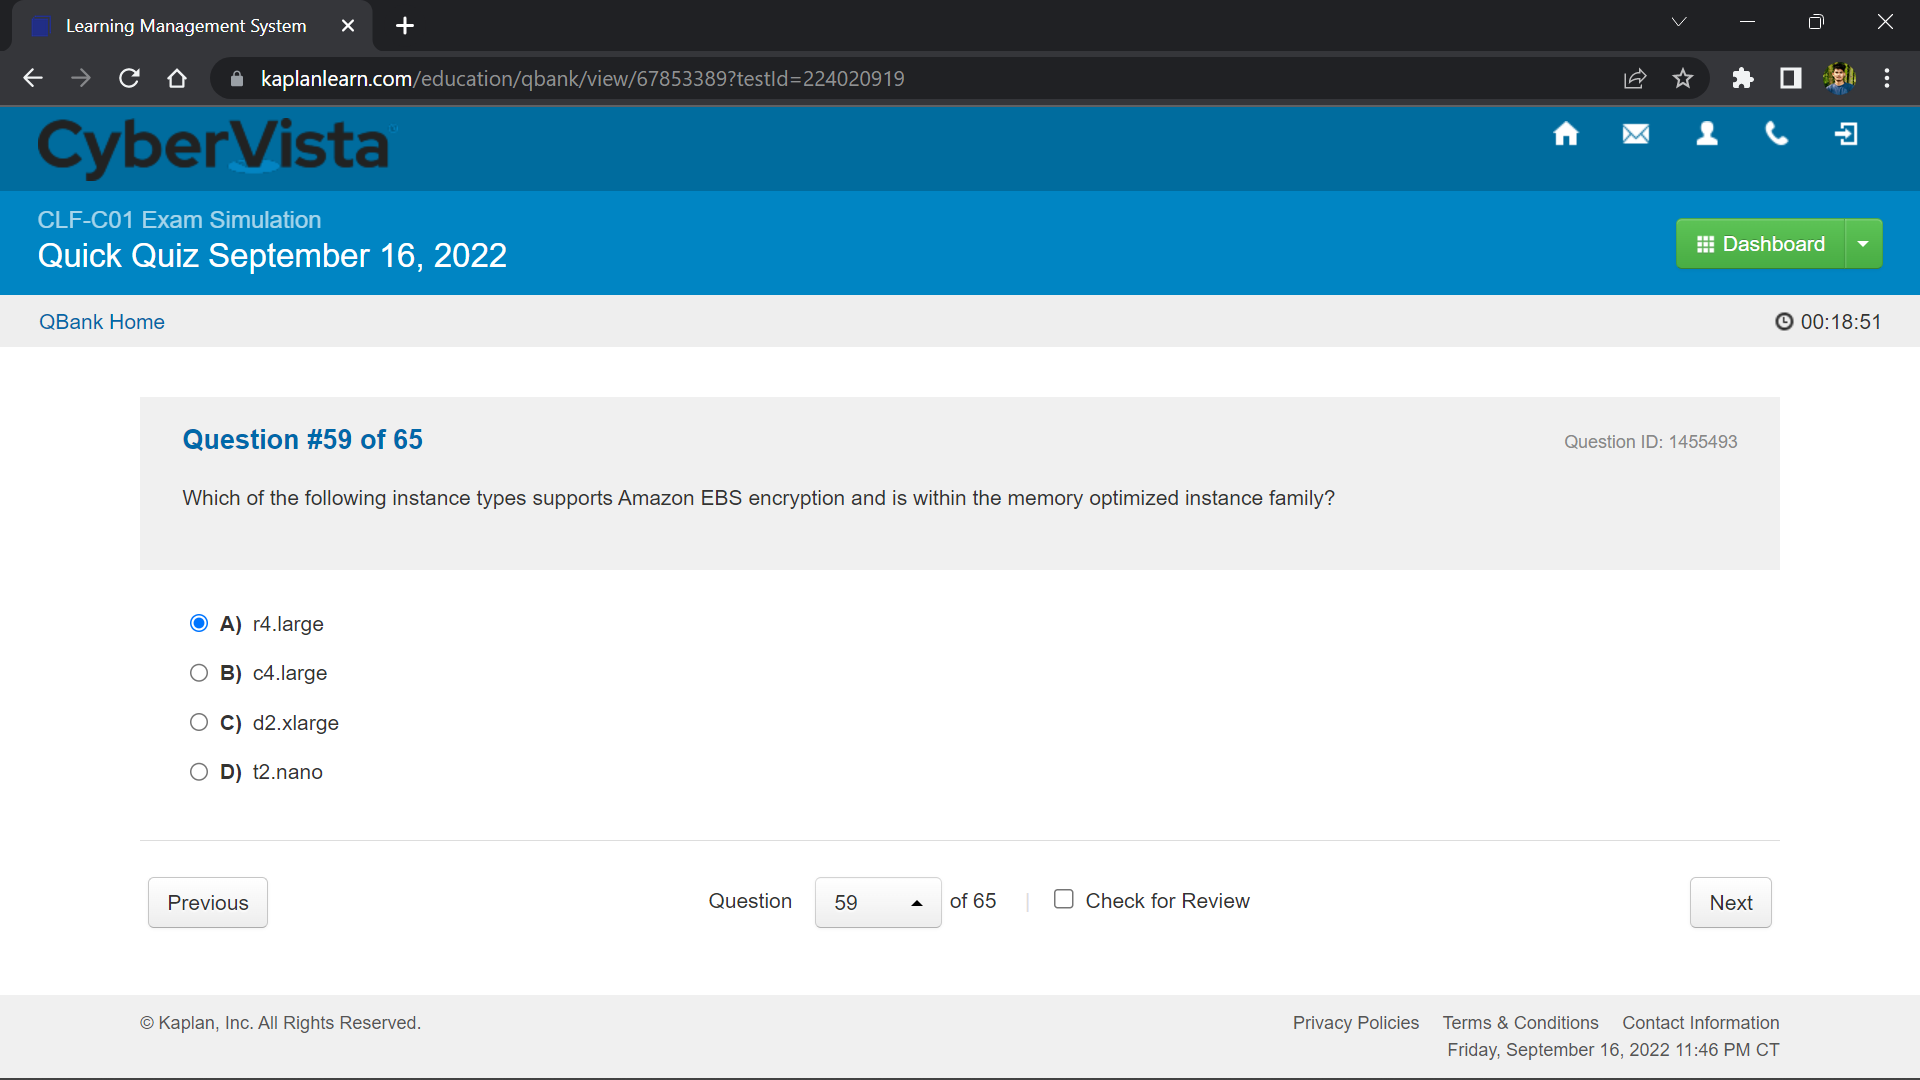 Learning Management System
kaplanlearn.com/education/qbank/view/67853389?testId=224020919
CyberVista
CLF-C01 Exam Simulation
Quick Quiz September 16, 2022
Dashboard
QBank Home
00:18:51
Question #59 of 65
Question ID: 1455493
Which of the following instance types supports Amazon EBS encryption and is within the memory optimized instance family?
A) r4.large
B) c4.large
C) d2.xlarge
D) t2.nano
Previous
Question 59 of 65 | Check for Review
Next
© Kaplan, Inc. All Rights Reserved.
Privacy Policies Terms & Conditions Contact Information
Friday, September 16, 2022 11:46 PM CT